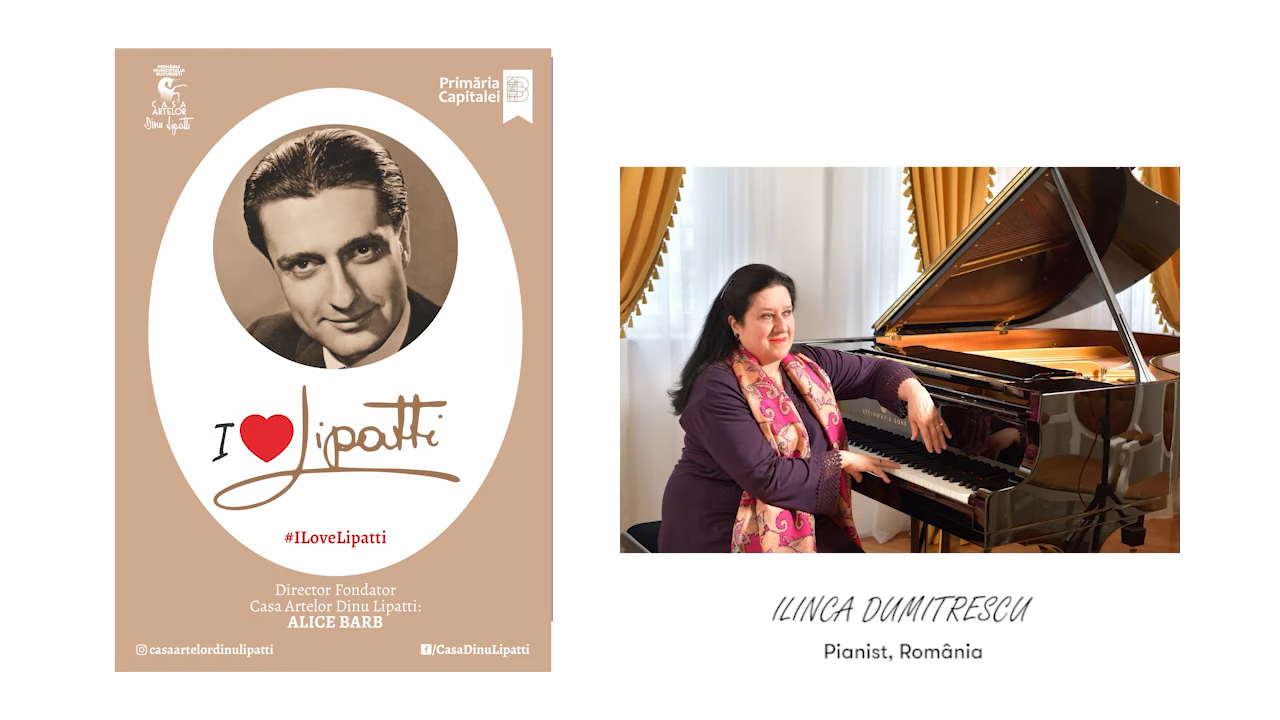 PRIMĂRIA
MUNICIPIULUI
BUCUREȘTI
CASA
ARTELOR
Dinu Lipatti
Primăria
Capitalei
I Lipatti
#ILoveLipatti
Director Fondator
Casa Artelor Dinu Lipatti:
ALICE BARB
casaartelordinulipatti
/CasaDinuLipatti
STEINWAY & SONS
ILINCA DUMITRESCU
Pianist, România